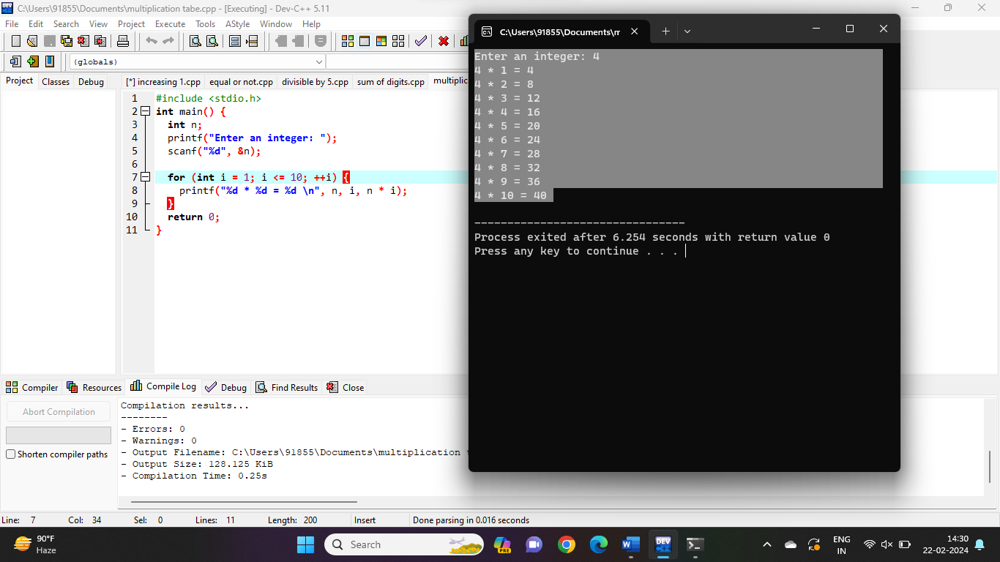 C:\Users\91855\Documents\multiplication tabe.cpp - [Executing] - Dev-C++ 5.11
File Edit Search View Project Execute Tools AStyle Window Help
(globals)
Project Classes Debug
[*] increasing 1.cpp equal or not.cpp divisible by 5.cpp sum of digits.cpp
1 #include <stdio.h>
2 int main() {
3 int n;
4 printf("Enter an integer: ");
5 scanf("%d", &n);
6
7 for (int i = 1; i <= 10; ++i) {
8 printf("%d * %d = %d \n", n, i, n * i);
9 }
10 return 0;
11 }
C:\Users\91855\Documents\m
Enter an integer: 4
4 * 1 = 4
4 * 2 = 8
4 * 3 = 12
4 * 4 = 16
4 * 5 = 20
4 * 6 = 24
4 * 7 = 28
4 * 8 = 32
4 * 9 = 36
4 * 10 = 40
--------------------------------
Process exited after 6.254 seconds with return value 0
Press any key to continue . . .
Compiler Resources Compile Log Debug Find Results Close
Abort Compilation
Shorten compiler paths
Compilation results...
--------
- Errors: 0
- Warnings: 0
- Output Filename: C:\Users\91855\Documents\multiplication
- Output Size: 128.125 KiB
- Compilation Time: 0.25s
Line: 7 Col: 34 Sel: 0 Lines: 11 Length: 200 Insert Done parsing in 0.016 seconds
90°F
Haze
Search
PRE
DEV
ENG
IN
14:30
22-02-2024